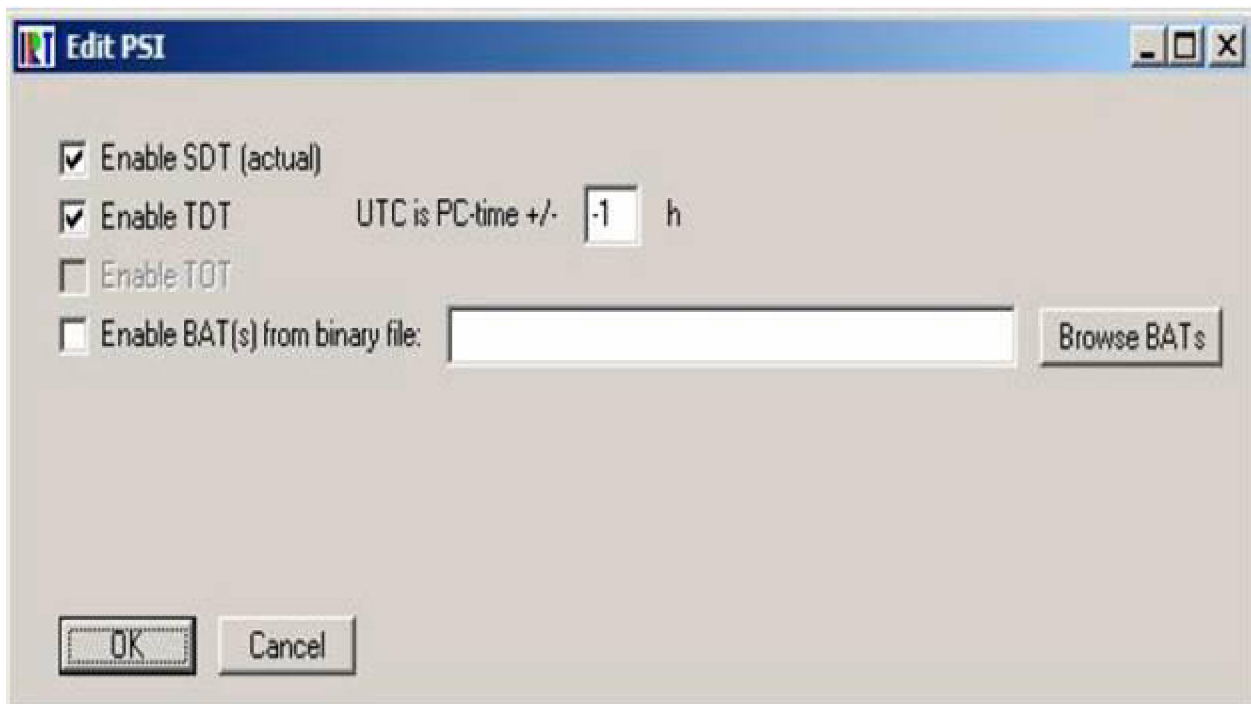 Edit PSI
Enable SDT (actual)
Enable TDT UTC is PC-time +/- -1 h
Enable TOT
Enable BAT(s) from binary file: Browse BATs
OK Cancel